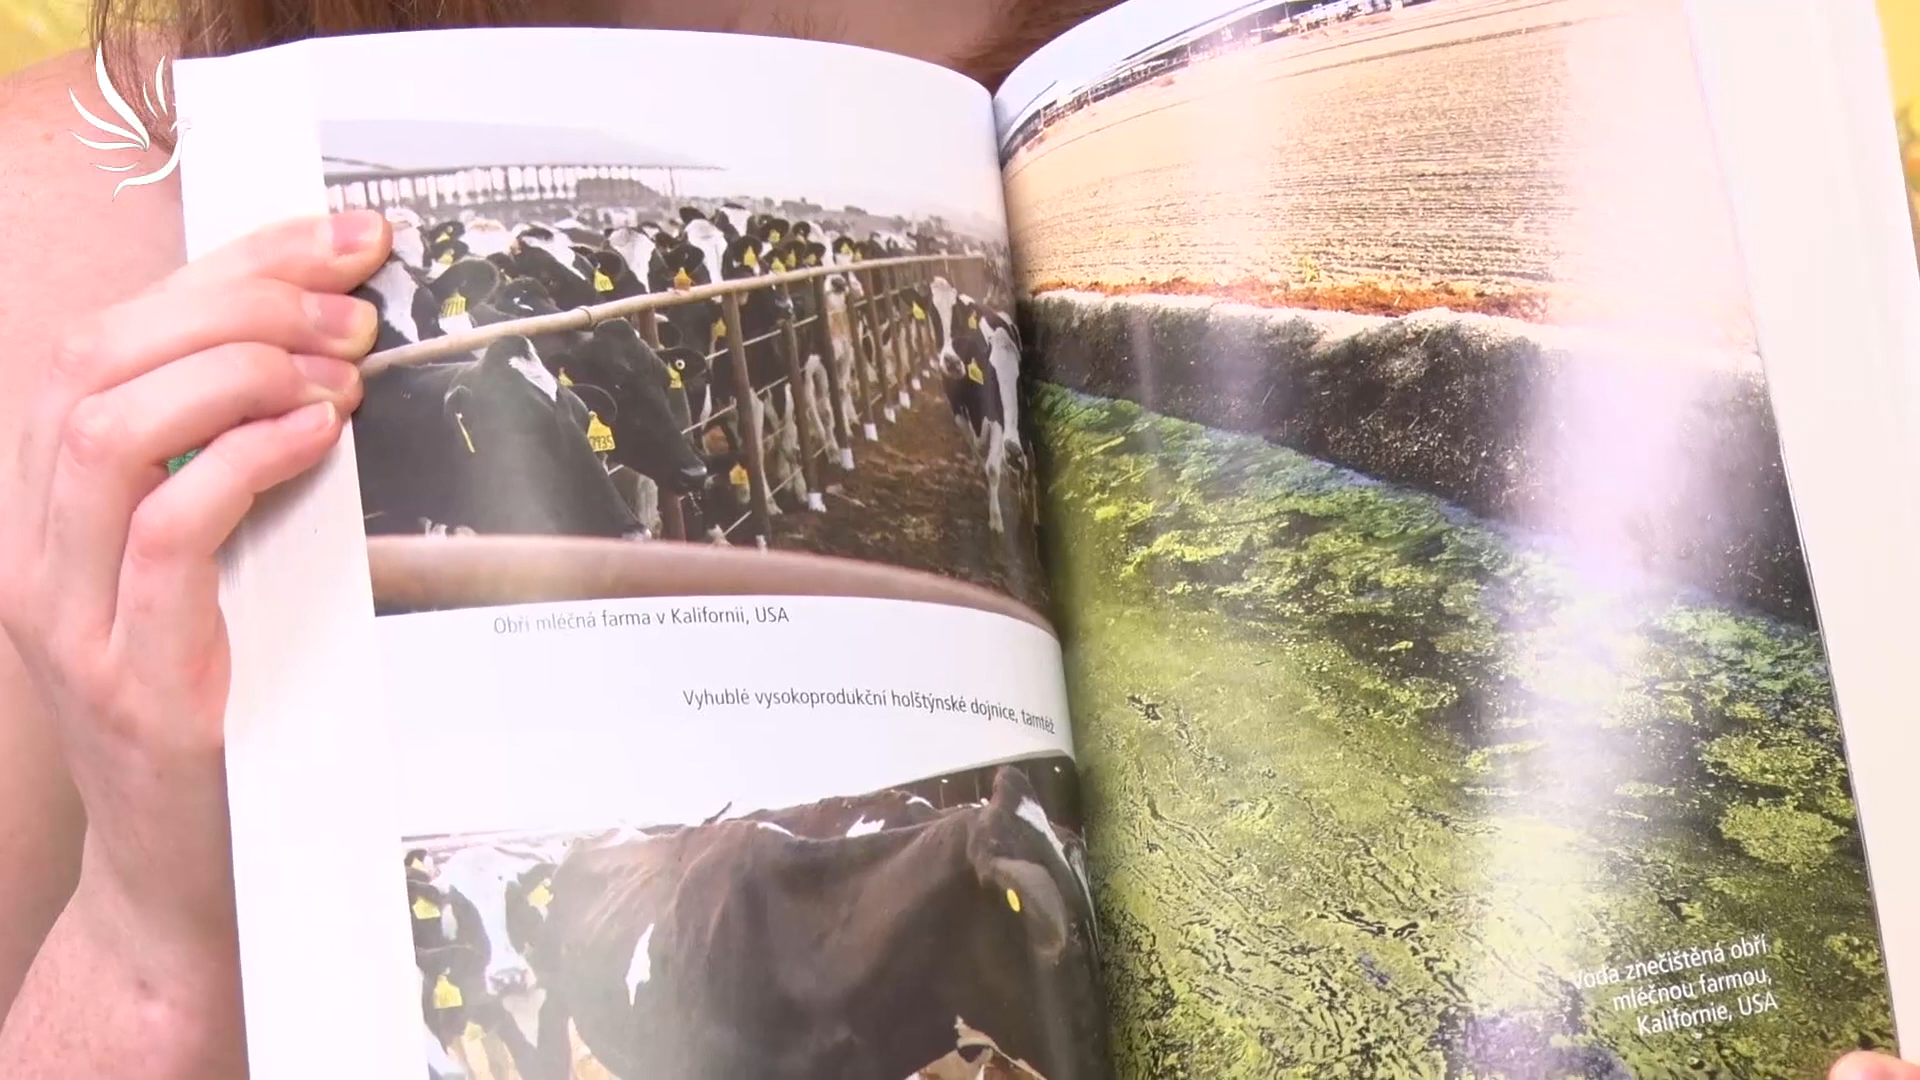 Obří mléčná farma v Kalifornii, USA
Vyhublé vysokoprodukční holštýnské dojnice, tamtéž
Voda znečištěná obří
mléčnou farmou,
Kalifornie, USA